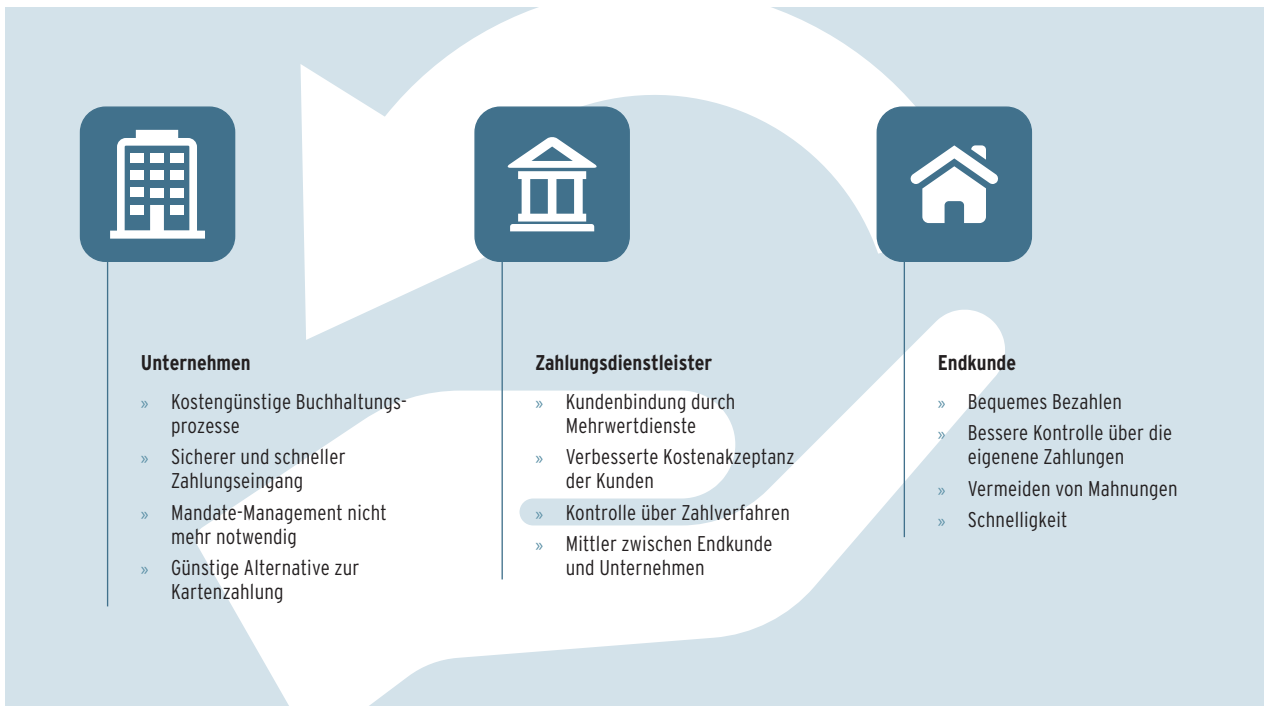 Unternehmen
» Kostengünstige Buchhaltungs-
prozesse
» Sicherer und schneller
Zahlungseingang
» Mandate-Management nicht
mehr notwendig
» Günstige Alternative zur
Kartenzahlung
Zahlungsdienstleister
» Kundenbindung durch
Mehrwertdienste
» Verbesserte Kostenakzeptanz
der Kunden
» Kontrolle über Zahlverfahren
» Mittler zwischen Endkunde
und Unternehmen
Endkunde
» Bequemes Bezahlen
» Bessere Kontrolle über die
eigenene Zahlungen
» Vermeiden von Mahnungen
» Schnelligkeit